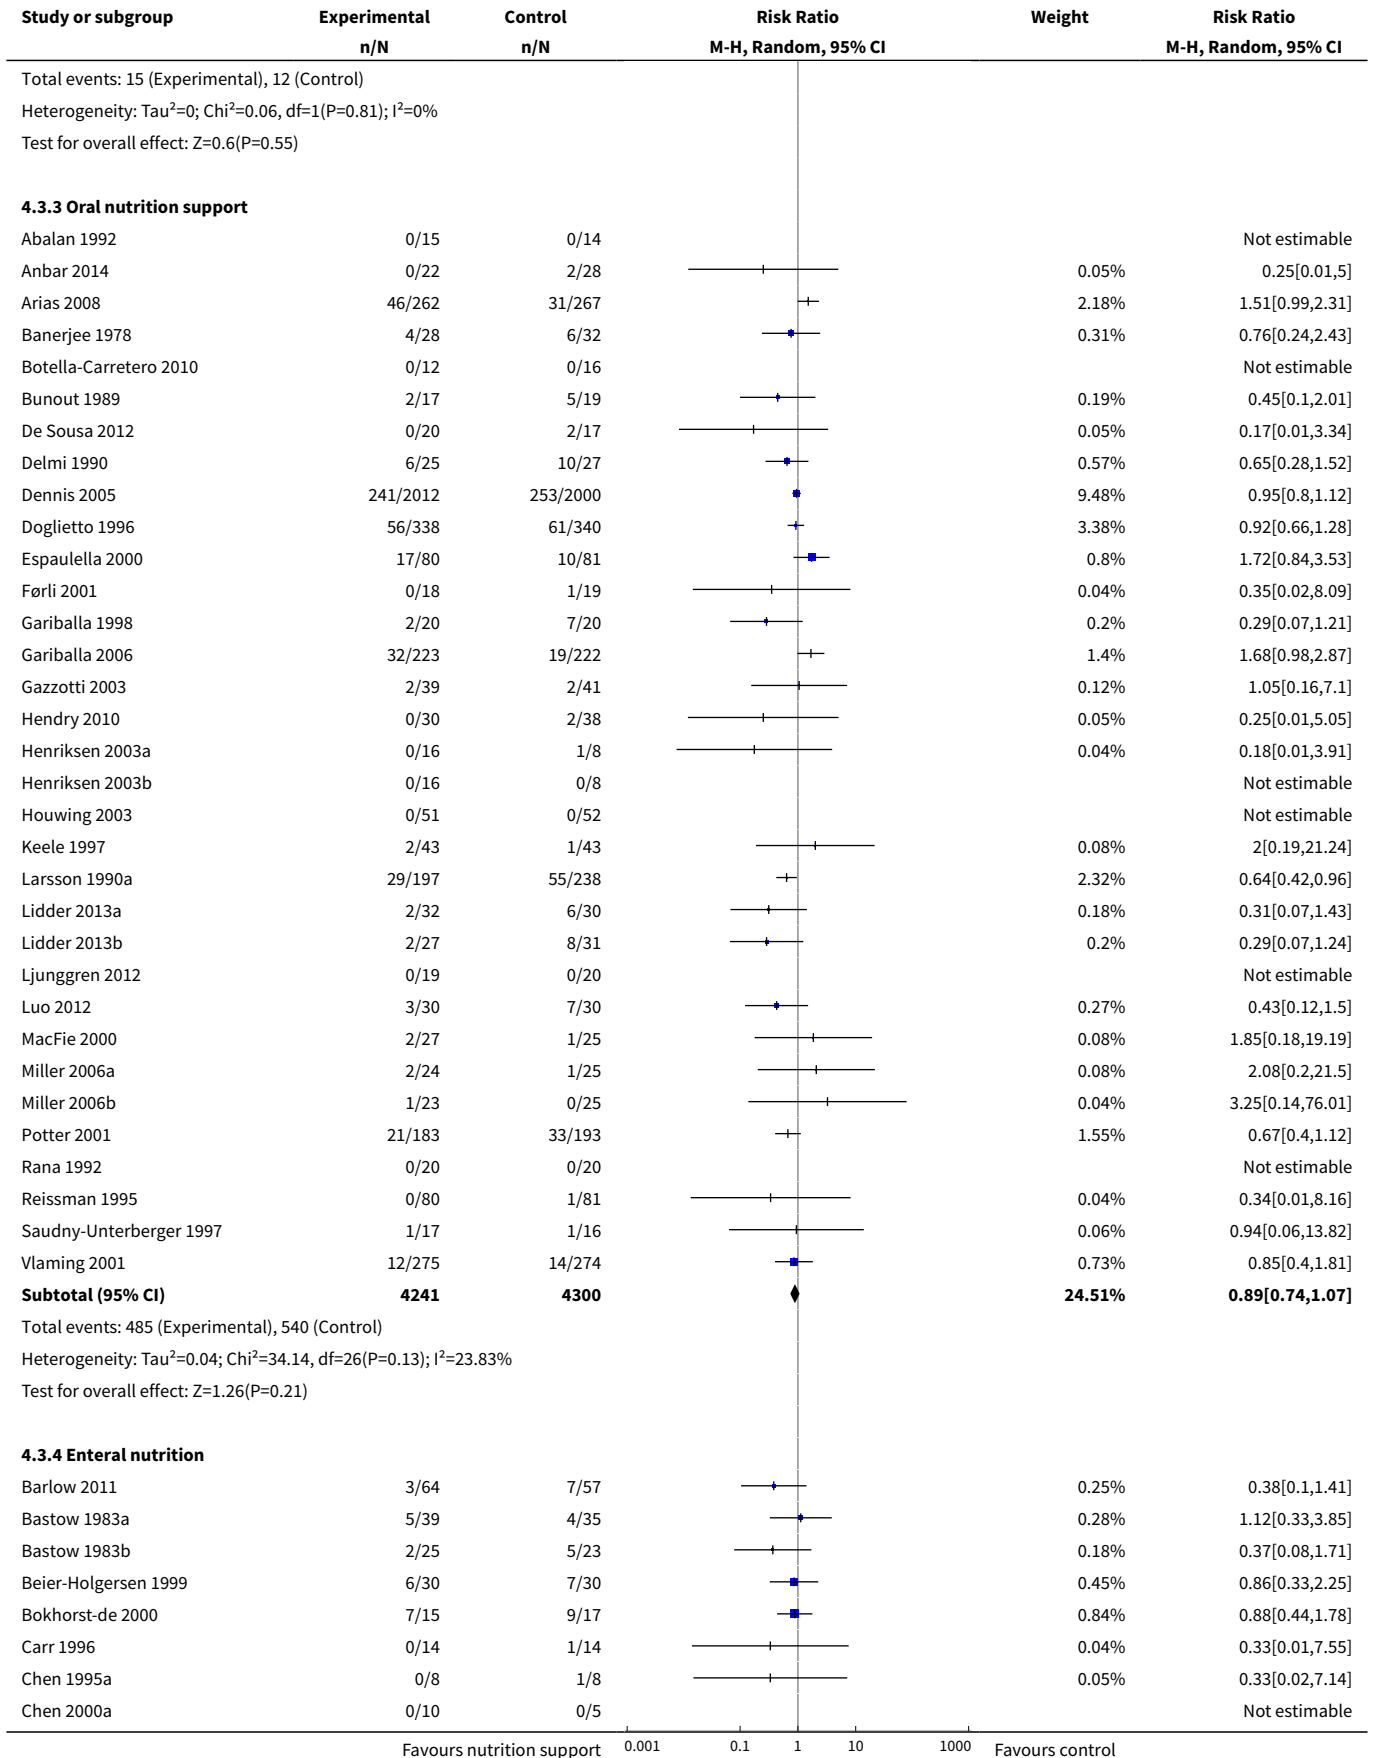 Study or subgroup Experimental Control Risk Ratio Weight Risk Ratio
n/N n/N M-H, Random, 95% CI M-H, Random, 95% CI
Total events: 15 (Experimental), 12 (Control)
Heterogeneity: Tau²=0; Chi²=0.06, df=1(P=0.81); I²=0%
Test for overall effect: Z=0.6(P=0.55)
4.3.3 Oral nutrition support
Abalan 1992 0/15 0/14 Not estimable
Anbar 2014 0/22 2/28 0.05% 0.25[0.01,5]
Arias 2008 46/262 31/267 2.18% 1.51[0.99,2.31]
Banerjee 1978 4/28 6/32 0.31% 0.76[0.24,2.43]
Botella-Carretero 2010 0/12 0/16 Not estimable
Bunout 1989 2/17 5/19 0.19% 0.45[0.1,2.01]
De Sousa 2012 0/20 2/17 0.05% 0.17[0.01,3.34]
Delmi 1990 6/25 10/27 0.57% 0.65[0.28,1.52]
Dennis 2005 241/2012 253/2000 9.48% 0.95[0.8,1.12]
Doglietto 1996 56/338 61/340 3.38% 0.92[0.66,1.28]
Espaulella 2000 17/80 10/81 0.8% 1.72[0.84,3.53]
Førli 2001 0/18 1/19 0.04% 0.35[0.02,8.09]
Gariballa 1998 2/20 7/20 0.2% 0.29[0.07,1.21]
Gariballa 2006 32/223 19/222 1.4% 1.68[0.98,2.87]
Gazzotti 2003 2/39 2/41 0.12% 1.05[0.16,7.1]
Hendry 2010 0/30 2/38 0.05% 0.25[0.01,5.05]
Henriksen 2003a 0/16 1/8 0.04% 0.18[0.01,3.91]
Henriksen 2003b 0/16 0/8 Not estimable
Houwing 2003 0/51 0/52 Not estimable
Keele 1997 2/43 1/43 0.08% 2[0.19,21.24]
Larsson 1990a 29/197 55/238 2.32% 0.64[0.42,0.96]
Lidder 2013a 2/32 6/30 0.18% 0.31[0.07,1.43]
Lidder 2013b 2/27 8/31 0.2% 0.29[0.07,1.24]
Ljunggren 2012 0/19 0/20 Not estimable
Luo 2012 3/30 7/30 0.27% 0.43[0.12,1.5]
MacFie 2000 2/27 1/25 0.08% 1.85[0.18,19.19]
Miller 2006a 2/24 1/25 0.08% 2.08[0.2,21.5]
Miller 2006b 1/23 0/25 0.04% 3.25[0.14,76.01]
Potter 2001 21/183 33/193 1.55% 0.67[0.4,1.12]
Rana 1992 0/20 0/20 Not estimable
Reissman 1995 0/80 1/81 0.04% 0.34[0.01,8.16]
Saudny-Unterberger 1997 1/17 1/16 0.06% 0.94[0.06,13.82]
Vlaming 2001 12/275 14/274 0.73% 0.85[0.4,1.81]
Subtotal (95% CI) 4241 4300 24.51% 0.89[0.74,1.07]
Total events: 485 (Experimental), 540 (Control)
Heterogeneity: Tau²=0.04; Chi²=34.14, df=26(P=0.13); I²=23.83%
Test for overall effect: Z=1.26(P=0.21)
4.3.4 Enteral nutrition
Barlow 2011 3/64 7/57 0.25% 0.38[0.1,1.41]
Bastow 1983a 5/39 4/35 0.28% 1.12[0.33,3.85]
Bastow 1983b 2/25 5/23 0.18% 0.37[0.08,1.71]
Beier-Holgersen 1999 6/30 7/30 0.45% 0.86[0.33,2.25]
Bokhorst-de 2000 7/15 9/17 0.84% 0.88[0.44,1.78]
Carr 1996 0/14 1/14 0.04% 0.33[0.01,7.55]
Chen 1995a 0/8 1/8 0.05% 0.33[0.02,7.14]
Chen 2000a 0/10 0/5 Not estimable
Favours nutrition support 0.001 0.1 1 10 1000 Favours control